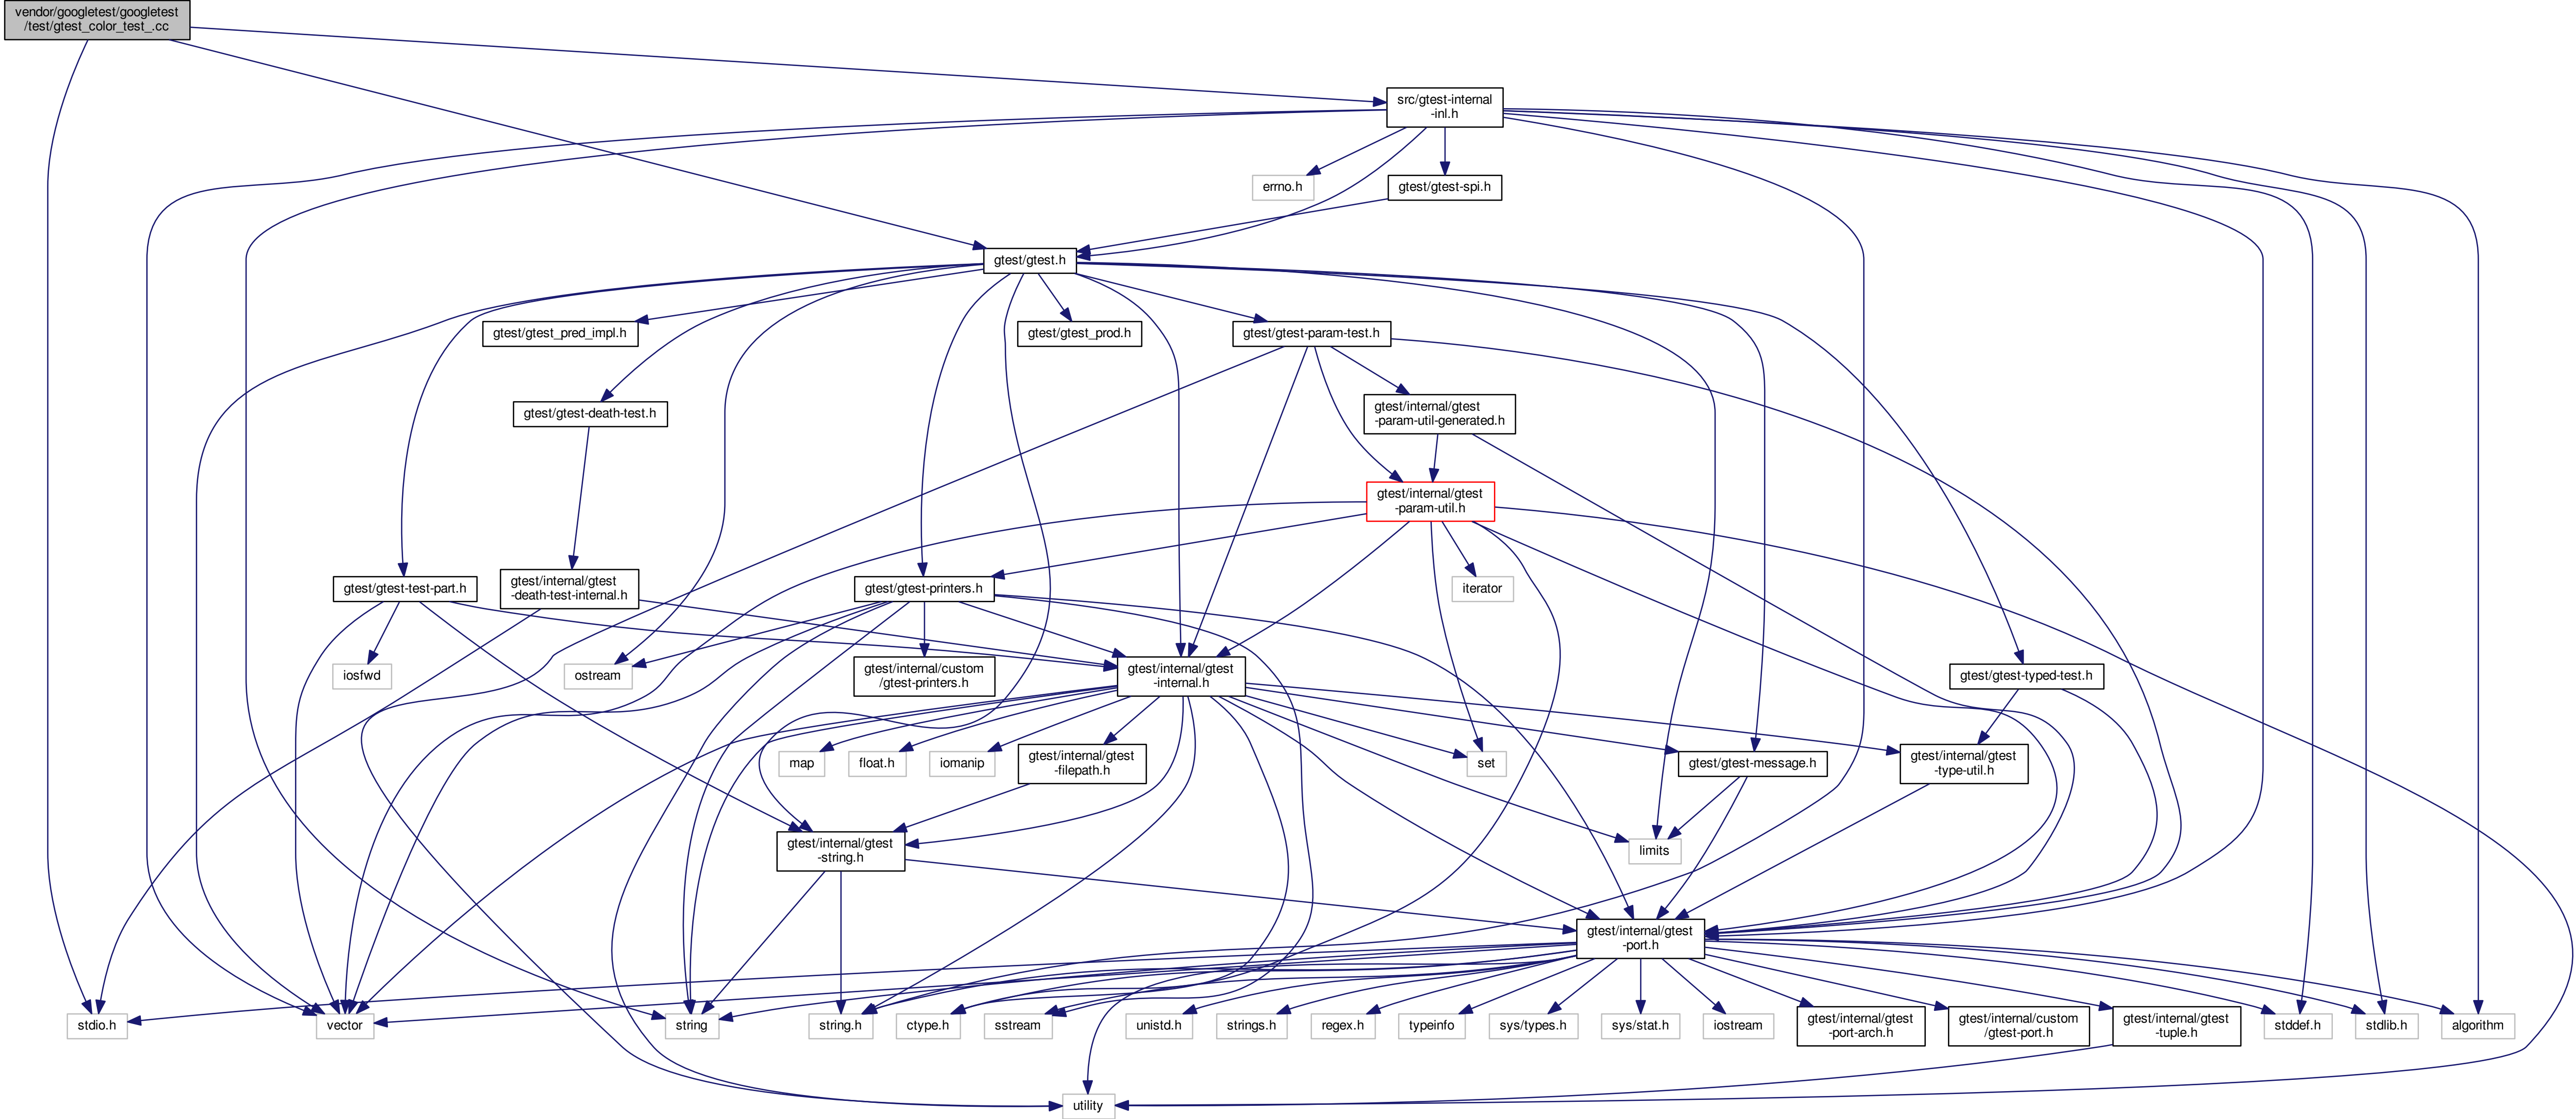 vendor/googletest/googletest
/test/gtest_color_test_.cc
src/gtest-internal
-inl.h
errno.h
gtest/gtest-spi.h
gtest/gtest.h
gtest/gtest_pred_impl.h
gtest/gtest_prod.h
gtest/gtest-param-test.h
gtest/gtest-death-test.h
gtest/internal/gtest
-param-util-generated.h
gtest/internal/gtest
-param-util.h
gtest/gtest-test-part.h
gtest/internal/gtest
-death-test-internal.h
gtest/gtest-printers.h
iterator
iosfwd
ostream
gtest/internal/custom
/gtest-printers.h
gtest/internal/gtest
-internal.h
gtest/gtest-typed-test.h
map
float.h
iomanip
gtest/internal/gtest
-filepath.h
set
gtest/gtest-message.h
gtest/internal/gtest
-type-util.h
gtest/internal/gtest
-string.h
limits
gtest/internal/gtest
-port.h
stdio.h
vector
string
string.h
ctype.h
sstream
unistd.h
strings.h
regex.h
typeinfo
sys/types.h
sys/stat.h
iostream
gtest/internal/gtest
-port-arch.h
gtest/internal/custom
/gtest-port.h
gtest/internal/gtest
-tuple.h
stddef.h
stdlib.h
algorithm
utility